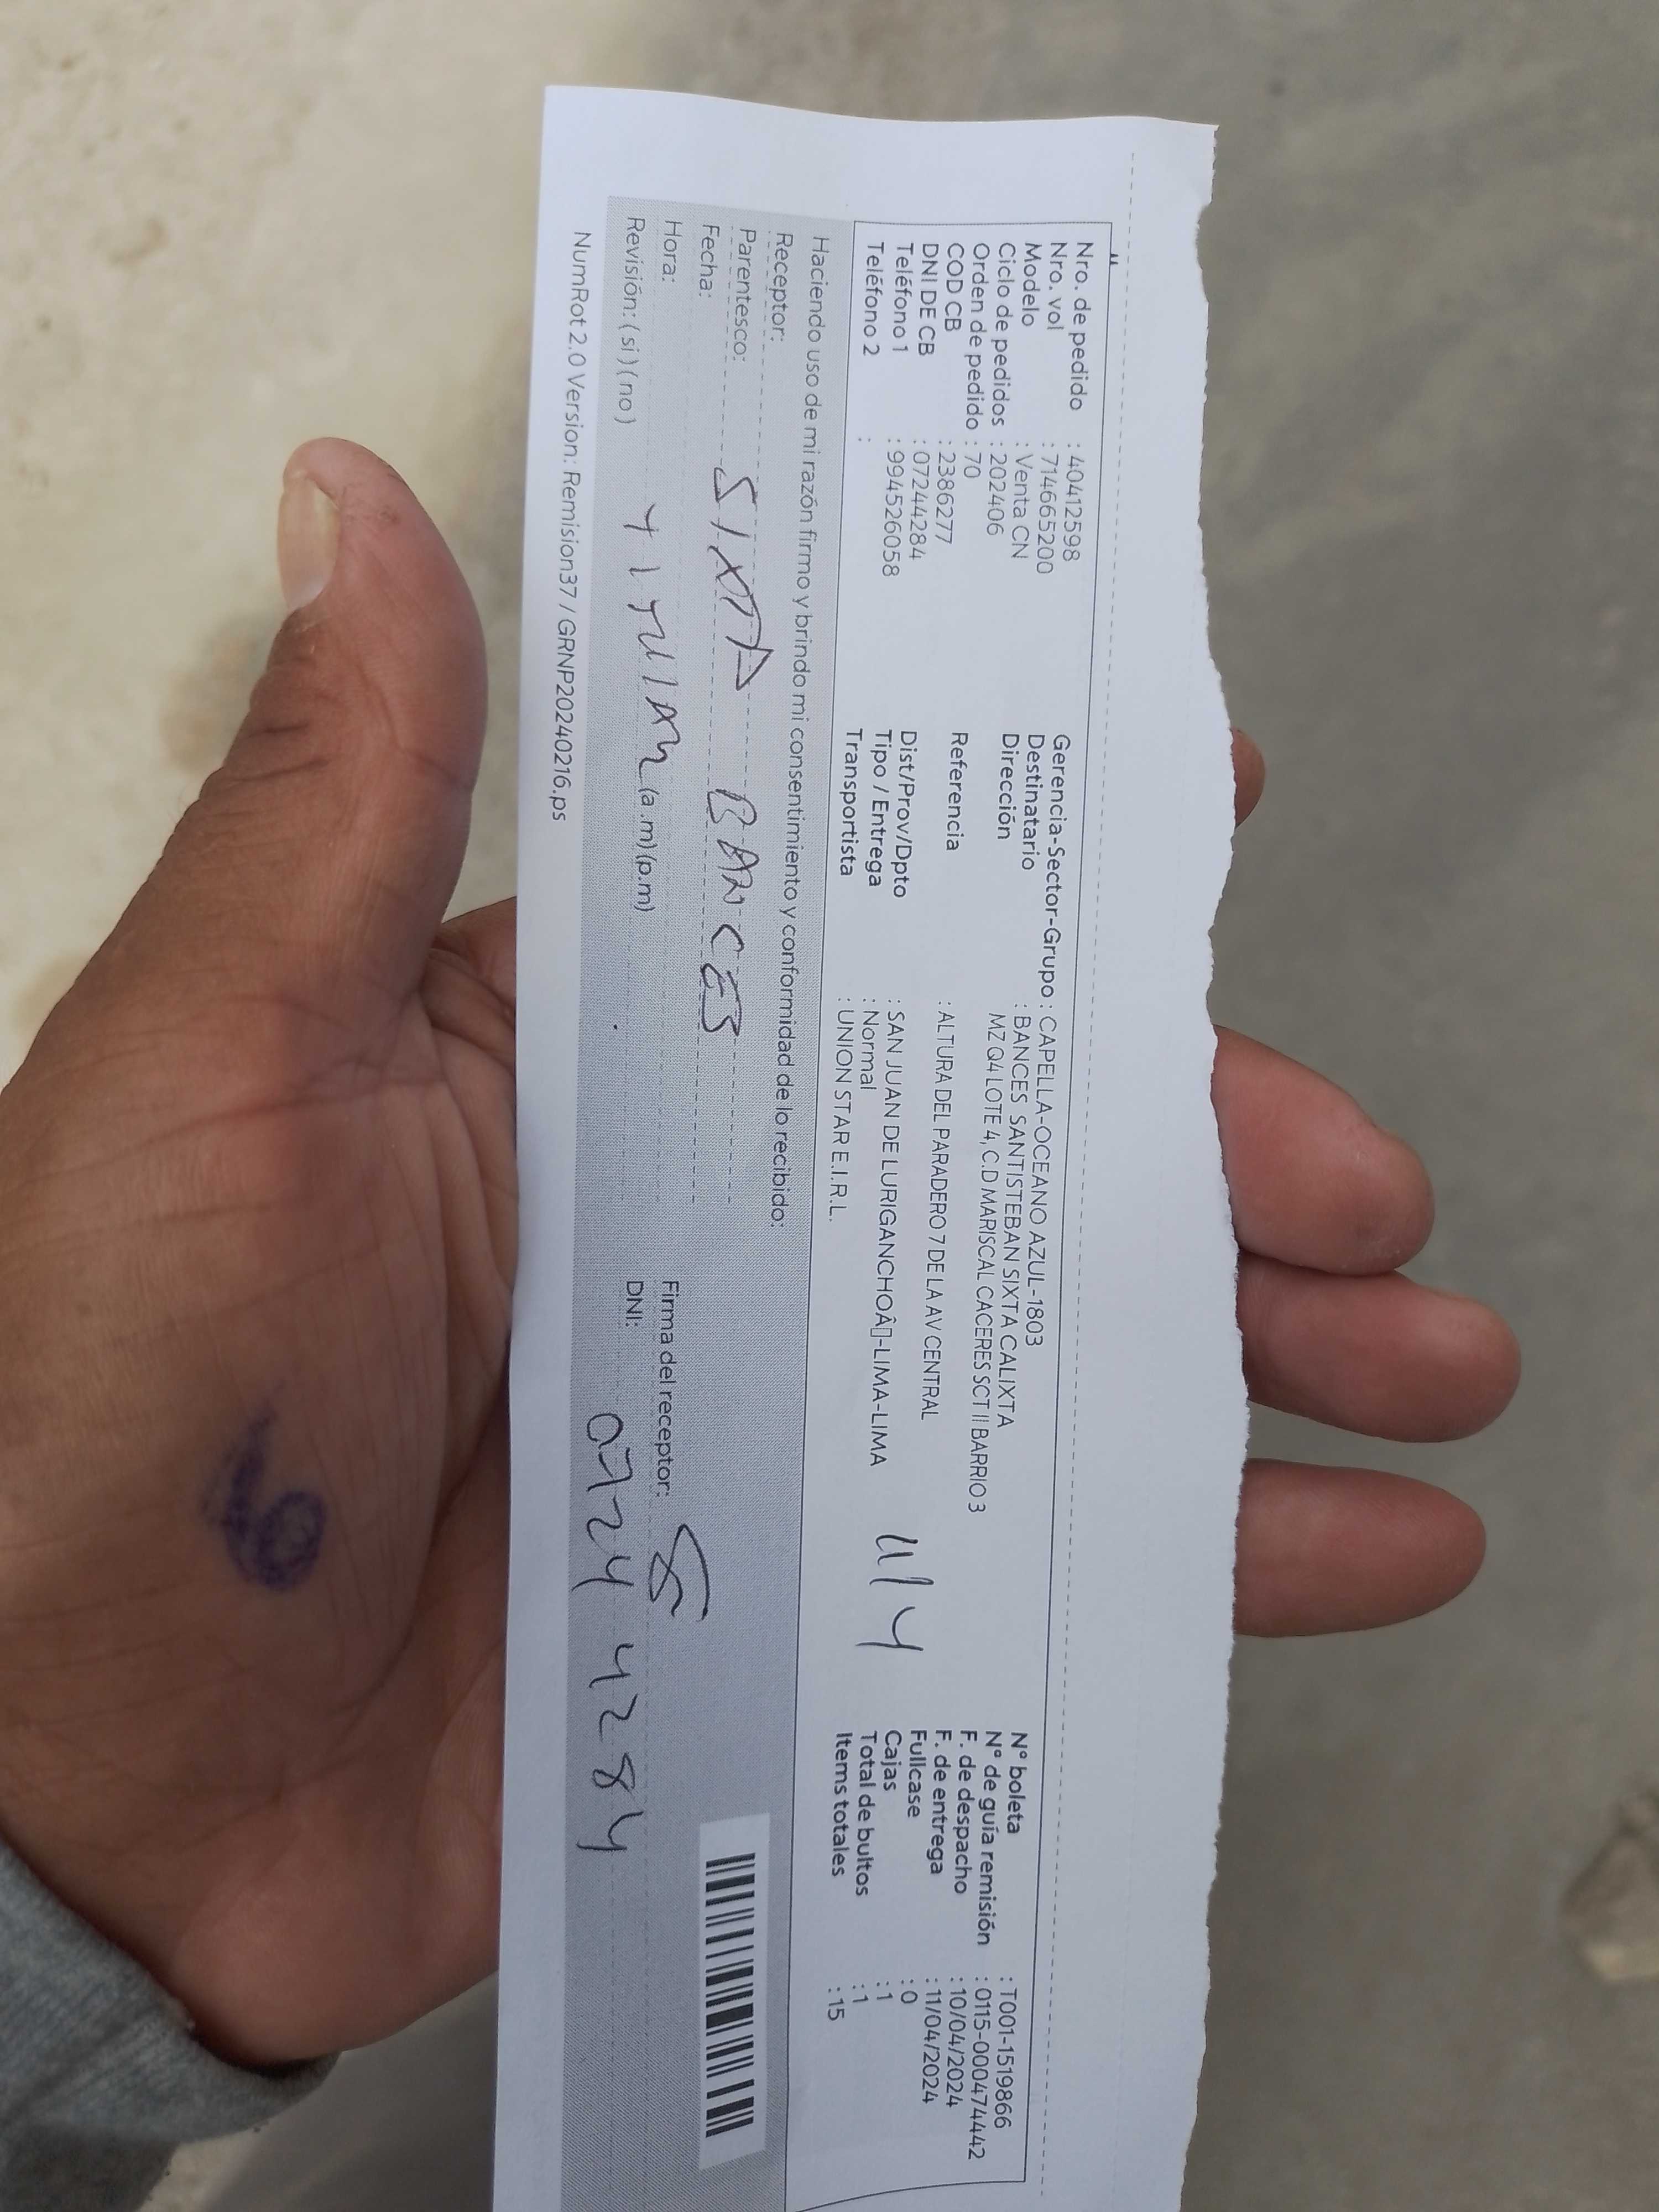 Nro. de pedido : 40412598
Nro. vol : 714665200
Modelo : Venta CN
Ciclo de pedidos : 202406
Orden de pedido : 70
COD CB : 2386277
DNI DE CB : 07244284
Teléfono 1 : 994526058
Teléfono 2 :
Gerencia-Sector-Grupo : CAPELLA-OCEANO AZUL-1803
Destinatario : BANCES SANTISTEBAN SIXTA CALIXTA
Dirección MZ Q4 LOTE 4, C.D MARISCAL CACERES SCT II BARRIO 3
Referencia : ALTURA DEL PARADERO 7 DE LA AV CENTRAL
Dist/Prov/Dpto : SAN JUAN DE LURIGANCHOÂ-LIMA-LIMA
Tipo / Entrega : Normal
Transportista : UNION STAR E.I.R.L.
11/4
N° boleta : T001-1519866
N° de guía remisión : 0115-000474442
F. de despacho : 10/04/2024
F. de entrega : 11/04/2024
Fullcase : 0
Cajas : 1
Total de bultos : 1
Items totales : 15
Haciendo uso de mi razón firmo y brindo mi consentimiento y conformidad de lo recibido:
Receptor:
Parentesco: SIXTA BANCES
Fecha:
Hora: (a.m)(p.m)
Revisión: (si)(no)
Firma del receptor:
DNI: 07244284
NumRot 2.0 Version: Remision37 / GRNP20240216.ps